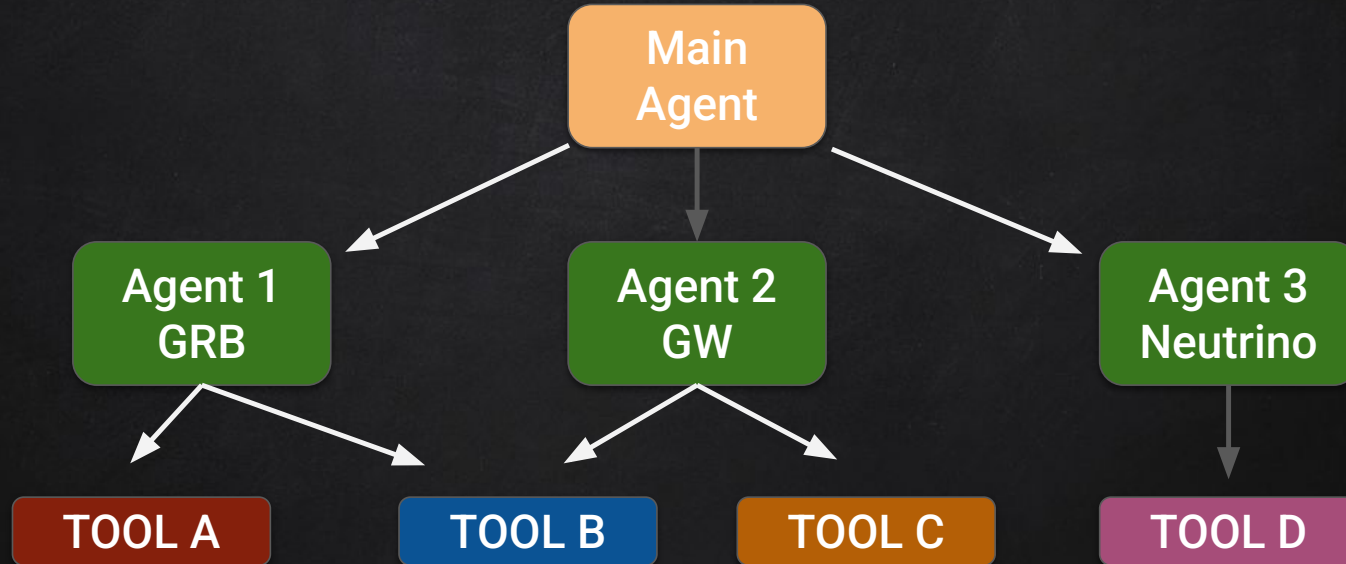 Main
Agent
Agent 1
GRB
Agent 2
GW
Agent 3
Neutrino
TOOL A
TOOL B
TOOL C
TOOL D